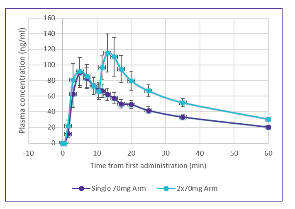 160
140
120
100
80
60
40
20
0
Plasma concentration (ng/ml)
-10 0 10 20 30 40 50 60
Time from first administration (min)
Single 70mg Arm 2x70mg Arm